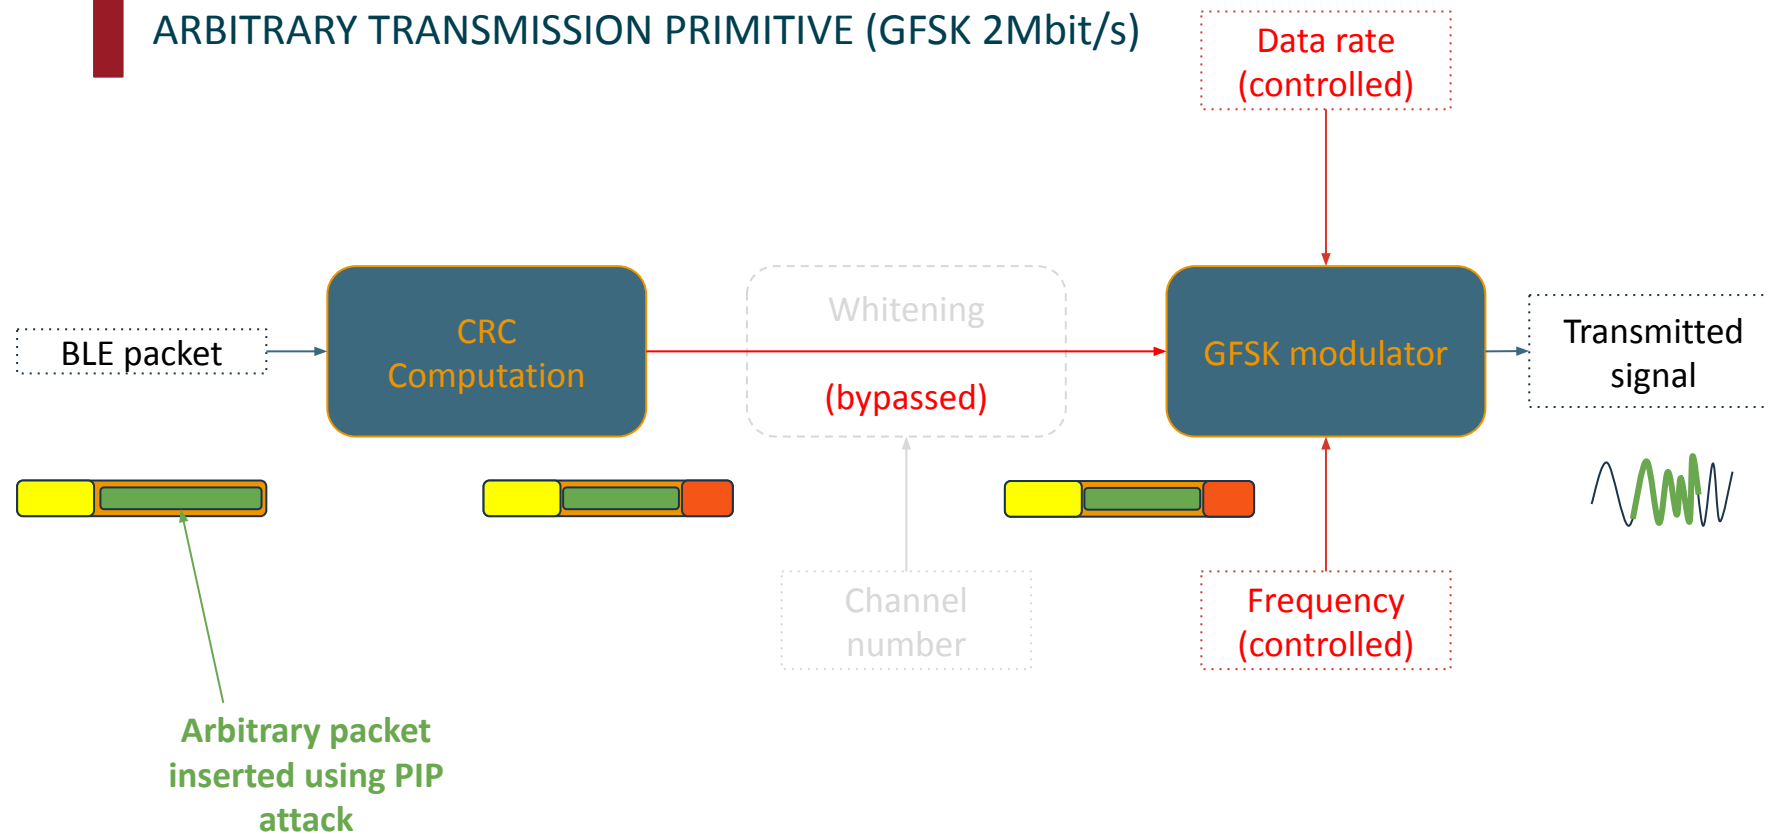 ARBITRARY TRANSMISSION PRIMITIVE (GFSK 2Mbit/s)
Data rate
(controlled)
BLE packet
CRC
Computation
Whitening
(bypassed)
GFSK modulator
Transmitted
signal
Channel
number
Frequency
(controlled)
Arbitrary packet
inserted using PIP
attack